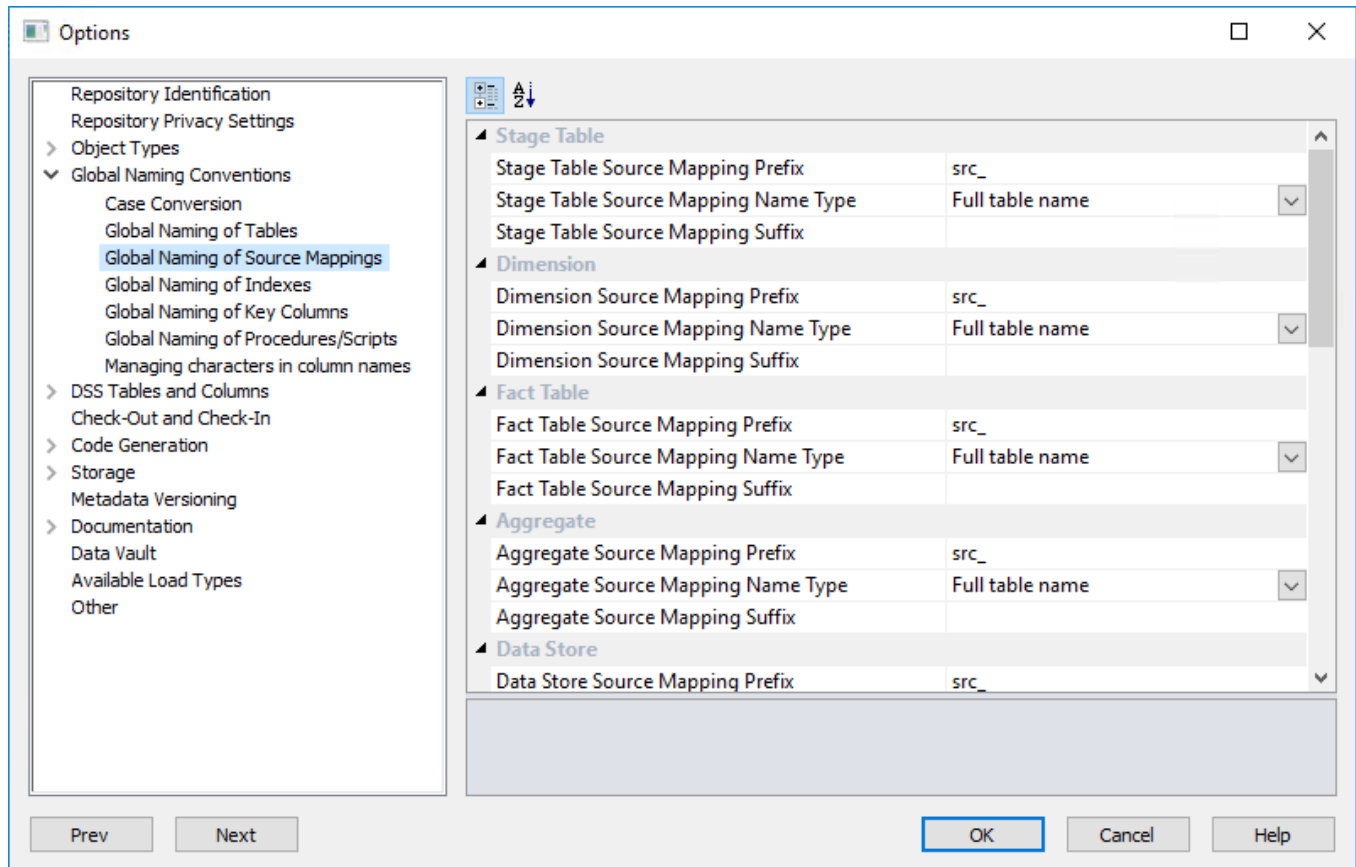 Options
Repository Identification
Repository Privacy Settings
Object Types
Global Naming Conventions
Case Conversion
Global Naming of Tables
Global Naming of Source Mappings
Global Naming of Indexes
Global Naming of Key Columns
Global Naming of Procedures/Scripts
Managing characters in column names
DSS Tables and Columns
Check-Out and Check-In
Code Generation
Storage
Metadata Versioning
Documentation
Data Vault
Available Load Types
Other
A Z
Stage Table
Stage Table Source Mapping Prefix src_
Stage Table Source Mapping Name Type Full table name
Stage Table Source Mapping Suffix
Dimension
Dimension Source Mapping Prefix src_
Dimension Source Mapping Name Type Full table name
Dimension Source Mapping Suffix
Fact Table
Fact Table Source Mapping Prefix src_
Fact Table Source Mapping Name Type Full table name
Fact Table Source Mapping Suffix
Aggregate
Aggregate Source Mapping Prefix src_
Aggregate Source Mapping Name Type Full table name
Aggregate Source Mapping Suffix
Data Store
Data Store Source Mapping Prefix src_
Prev Next OK Cancel Help